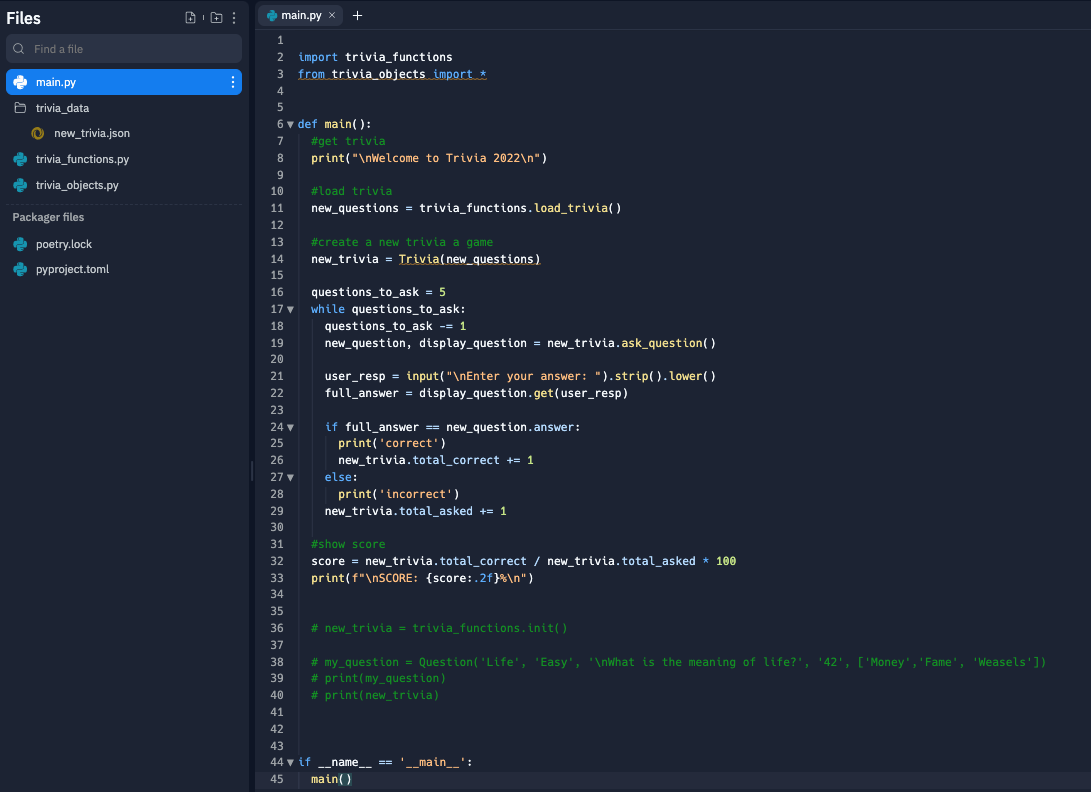 Files
Find a file
main.py
trivia_data
new_trivia.json
trivia_functions.py
trivia_objects.py
Packager files
poetry.lock
pyproject.toml
main.py × +
1
2 import trivia_functions
3 from trivia_objects import *
4
5
6 def main():
7 #get trivia
8 print("\nWelcome to Trivia 2022\n")
9
10 #load trivia
11 new_questions = trivia_functions.load_trivia()
12
13 #create a new trivia a game
14 new_trivia = Trivia(new_questions)
15
16 questions_to_ask = 5
17 while questions_to_ask:
18 questions_to_ask -= 1
19 new_question, display_question = new_trivia.ask_question()
20
21 user_resp = input("\nEnter your answer: ").strip().lower()
22 full_answer = display_question.get(user_resp)
23
24 if full_answer == new_question.answer:
25 print('correct')
26 new_trivia.total_correct += 1
27 else:
28 print('incorrect')
29 new_trivia.total_asked += 1
30
31 #show score
32 score = new_trivia.total_correct / new_trivia.total_asked * 100
33 print(f"\nSCORE: {score:.2f}%\n")
34
35
36 # new_trivia = trivia_functions.init()
37
38 # my_question = Question('Life', 'Easy', '\nWhat is the meaning of life?', '42', ['Money','Fame', 'Weasels'])
39 # print(my_question)
40 # print(new_trivia)
41
42
43
44 if __name__ == '__main__':
45 main()